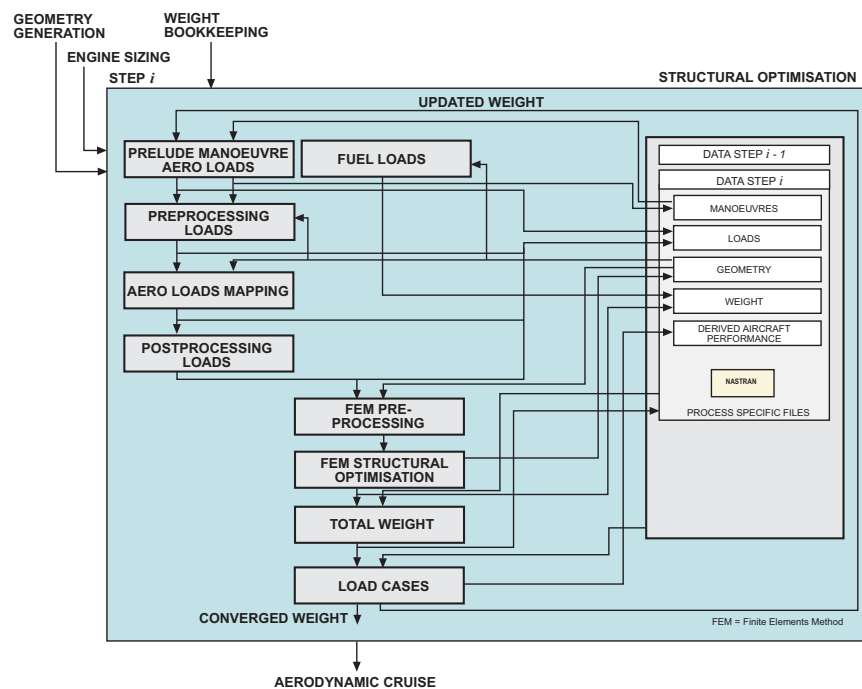 GEOMETRY
GENERATION
WEIGHT
BOOKKEEPING
ENGINE SIZING
STEP i
STRUCTURAL OPTIMISATION
UPDATED WEIGHT
PRELUDE MANOEUVRE
AERO LOADS
FUEL LOADS
PREPROCESSING
LOADS
AERO LOADS MAPPING
POSTPROCESSING
LOADS
FEM PRE-
PROCESSING
FEM STRUCTURAL
OPTIMISATION
TOTAL WEIGHT
LOAD CASES
DATA STEP i - 1
DATA STEP i
MANOEUVRES
LOADS
GEOMETRY
WEIGHT
DERIVED AIRCRAFT
PERFORMANCE
NASTRAN
PROCESS SPECIFIC FILES
CONVERGED WEIGHT
FEM = Finite Elements Method
AERODYNAMIC CRUISE